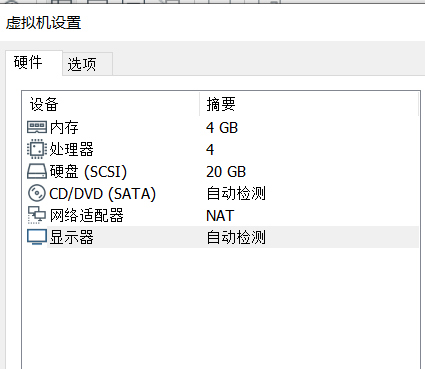 虚拟机设置
硬件 选项
设备 摘要
内存 4 GB
处理器 4
硬盘 (SCSI) 20 GB
CD/DVD (SATA) 自动检测
网络适配器 NAT
显示器 自动检测